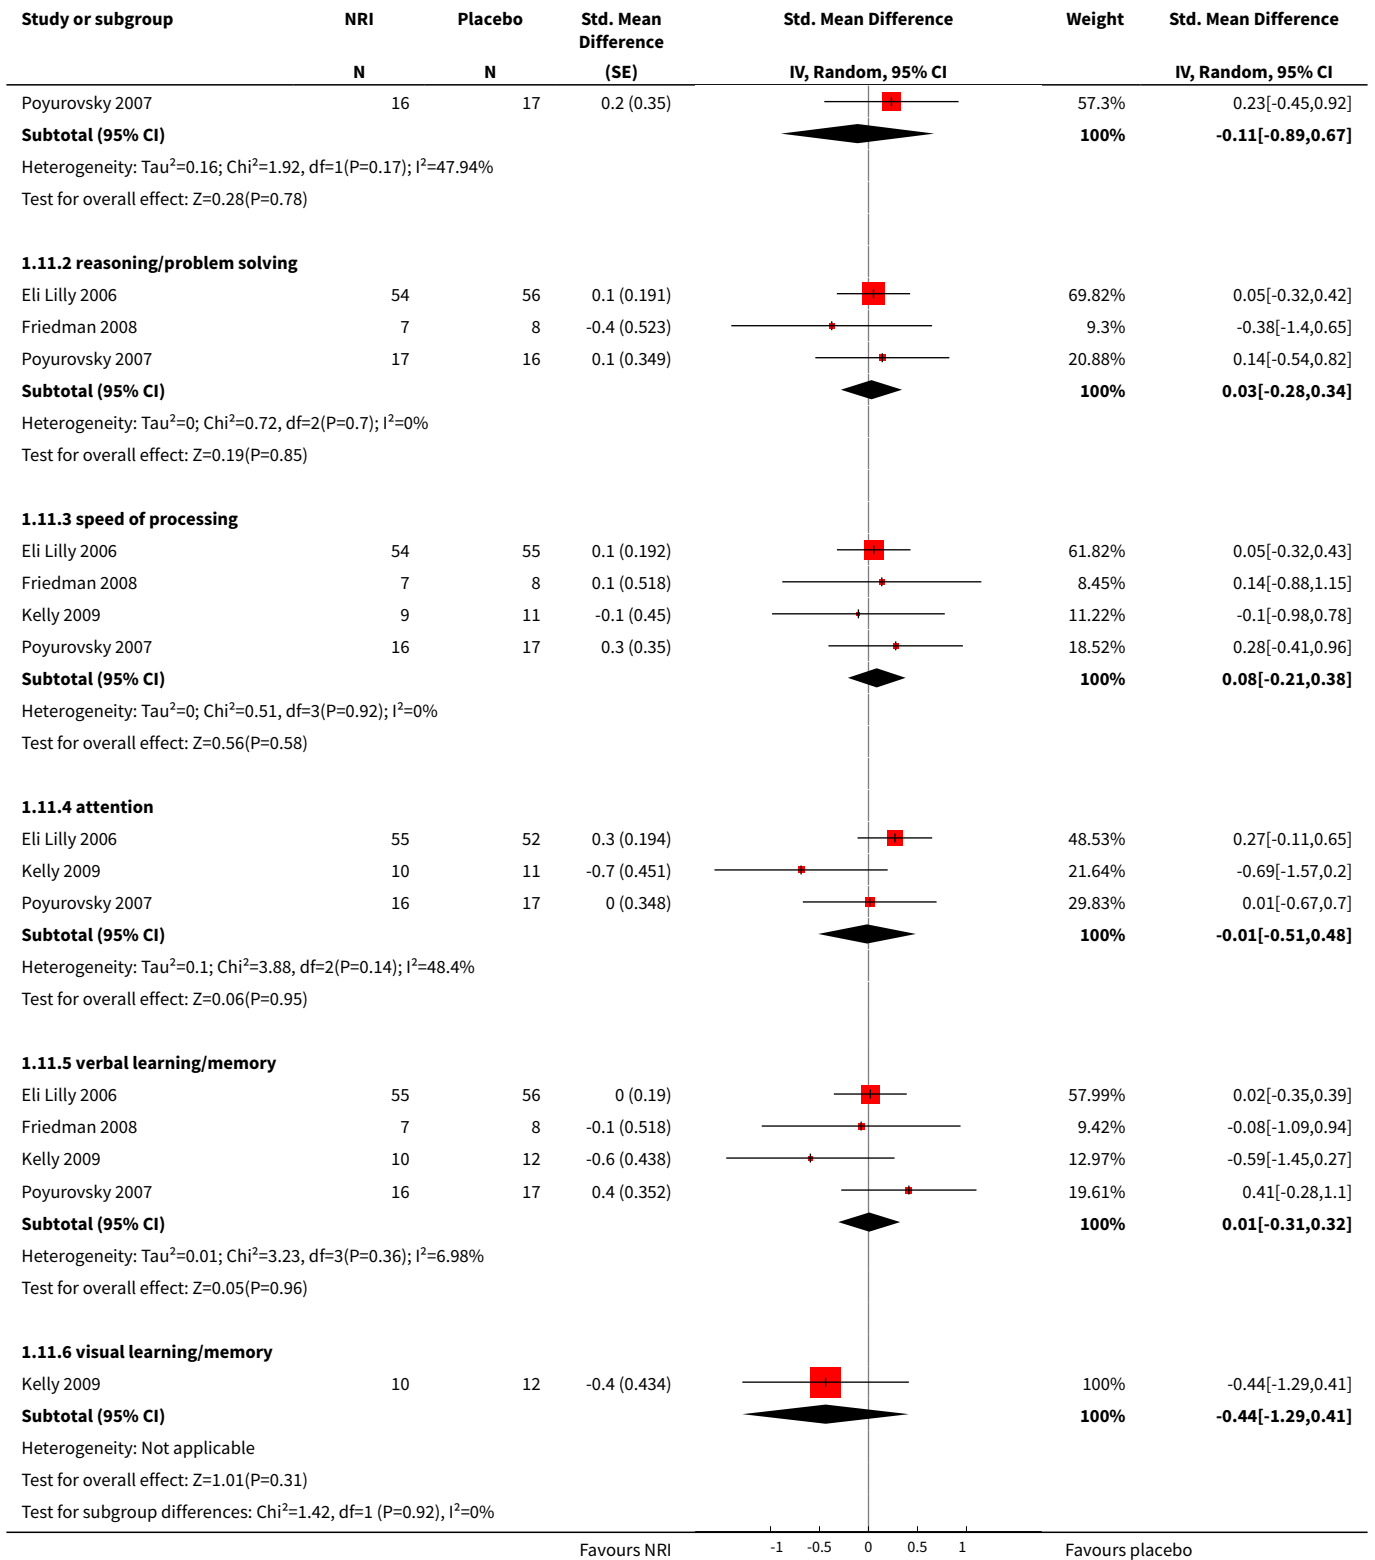 Study or subgroup NRI Placebo Std. Mean Difference Std. Mean Difference Weight Std. Mean Difference
N N (SE) IV, Random, 95% CI IV, Random, 95% CI
Poyurovsky 2007 16 17 0.2 (0.35) 57.3% 0.23[-0.45,0.92]
Subtotal (95% CI) 100% -0.11[-0.89,0.67]
Heterogeneity: Tau²=0.16; Chi²=1.92, df=1(P=0.17); I²=47.94%
Test for overall effect: Z=0.28(P=0.78)
1.11.2 reasoning/problem solving
Eli Lilly 2006 54 56 0.1 (0.191) 69.82% 0.05[-0.32,0.42]
Friedman 2008 7 8 -0.4 (0.523) 9.3% -0.38[-1.4,0.65]
Poyurovsky 2007 17 16 0.1 (0.349) 20.88% 0.14[-0.54,0.82]
Subtotal (95% CI) 100% 0.03[-0.28,0.34]
Heterogeneity: Tau²=0; Chi²=0.72, df=2(P=0.7); I²=0%
Test for overall effect: Z=0.19(P=0.85)
1.11.3 speed of processing
Eli Lilly 2006 54 55 0.1 (0.192) 61.82% 0.05[-0.32,0.43]
Friedman 2008 7 8 0.1 (0.518) 8.45% 0.14[-0.88,1.15]
Kelly 2009 9 11 -0.1 (0.45) 11.22% -0.1[-0.98,0.78]
Poyurovsky 2007 16 17 0.3 (0.35) 18.52% 0.28[-0.41,0.96]
Subtotal (95% CI) 100% 0.08[-0.21,0.38]
Heterogeneity: Tau²=0; Chi²=0.51, df=3(P=0.92); I²=0%
Test for overall effect: Z=0.56(P=0.58)
1.11.4 attention
Eli Lilly 2006 55 52 0.3 (0.194) 48.53% 0.27[-0.11,0.65]
Kelly 2009 10 11 -0.7 (0.451) 21.64% -0.69[-1.57,0.2]
Poyurovsky 2007 16 17 0 (0.348) 29.83% 0.01[-0.67,0.7]
Subtotal (95% CI) 100% -0.01[-0.51,0.48]
Heterogeneity: Tau²=0.1; Chi²=3.88, df=2(P=0.14); I²=48.4%
Test for overall effect: Z=0.06(P=0.95)
1.11.5 verbal learning/memory
Eli Lilly 2006 55 56 0 (0.19) 57.99% 0.02[-0.35,0.39]
Friedman 2008 7 8 -0.1 (0.518) 9.42% -0.08[-1.09,0.94]
Kelly 2009 10 12 -0.6 (0.438) 12.97% -0.59[-1.45,0.27]
Poyurovsky 2007 16 17 0.4 (0.352) 19.61% 0.41[-0.28,1.1]
Subtotal (95% CI) 100% 0.01[-0.31,0.32]
Heterogeneity: Tau²=0.01; Chi²=3.23, df=3(P=0.36); I²=6.98%
Test for overall effect: Z=0.05(P=0.96)
1.11.6 visual learning/memory
Kelly 2009 10 12 -0.4 (0.434) 100% -0.44[-1.29,0.41]
Subtotal (95% CI) 100% -0.44[-1.29,0.41]
Heterogeneity: Not applicable
Test for overall effect: Z=1.01(P=0.31)
Test for subgroup differences: Chi²=1.42, df=1 (P=0.92), I²=0%
Favours NRI -1 -0.5 0 0.5 1 Favours placebo